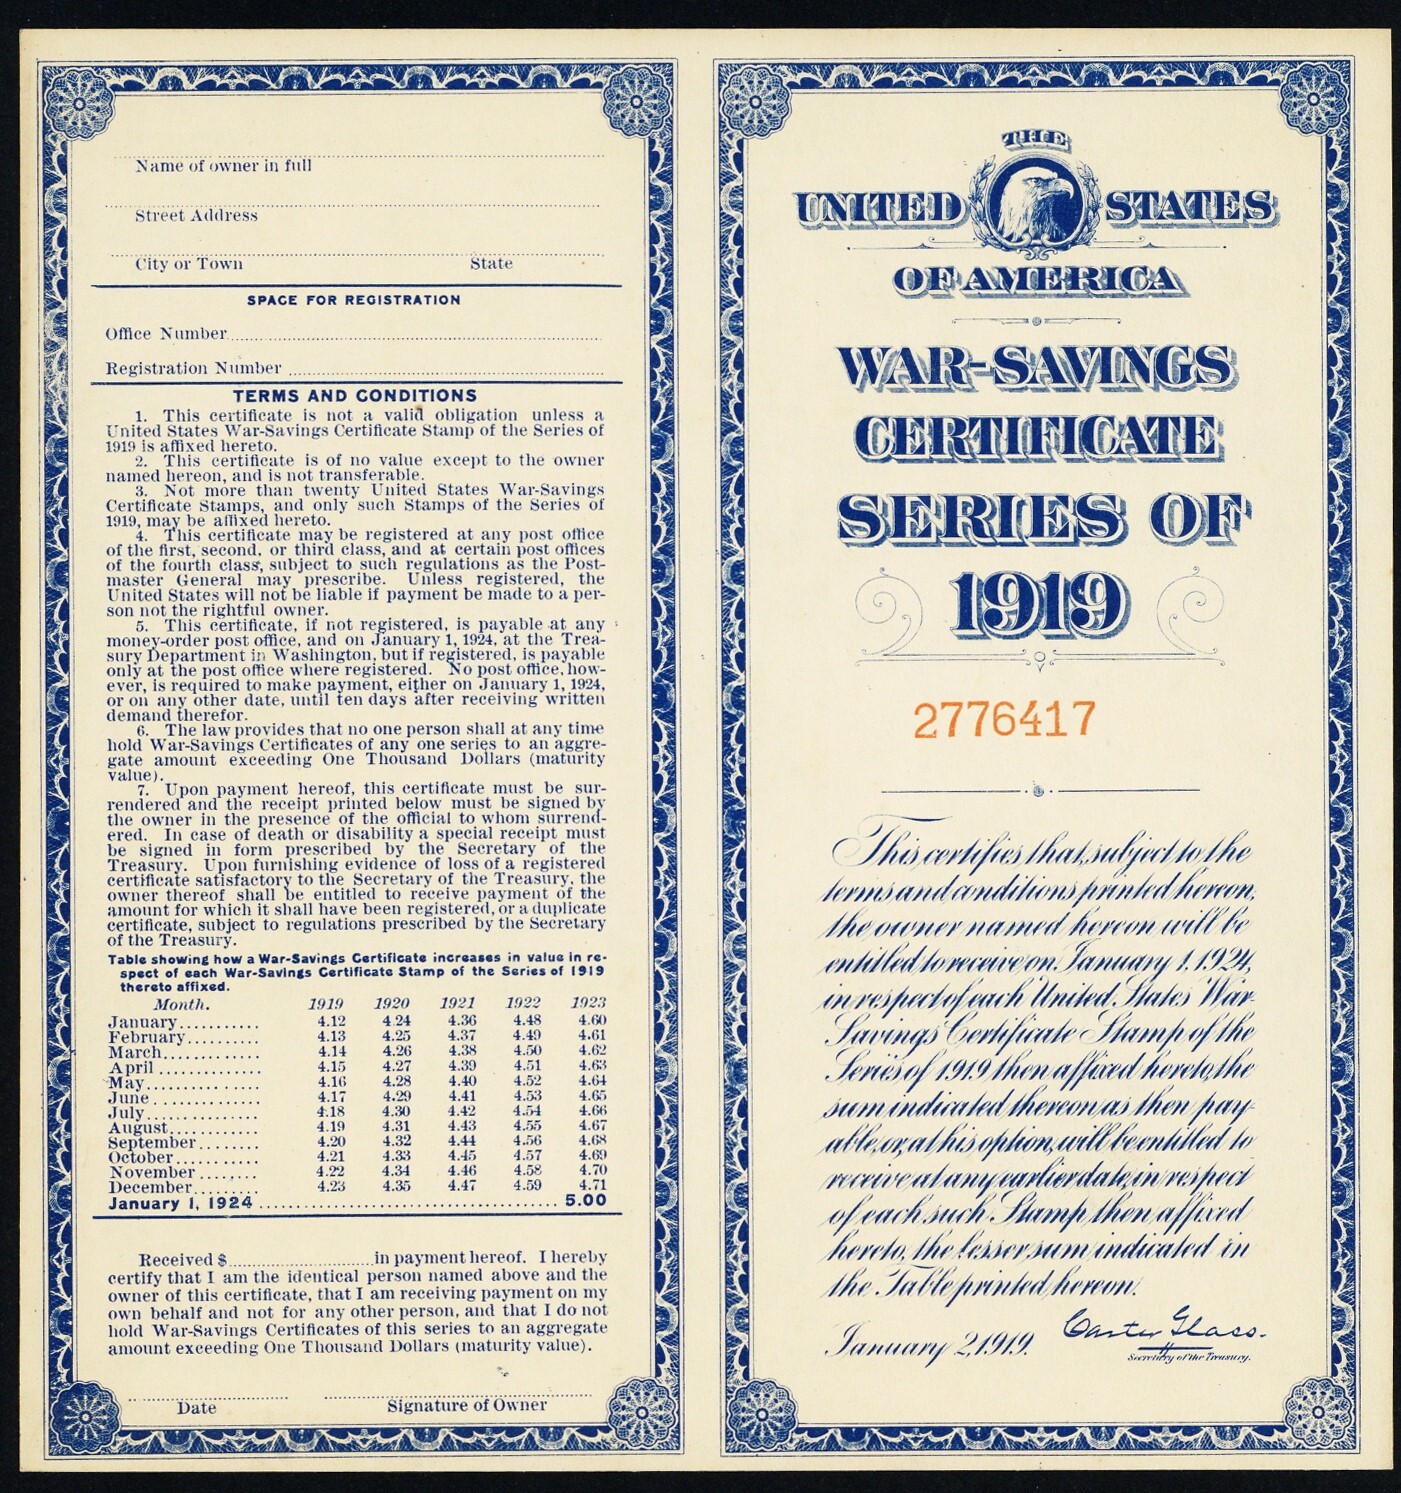 Name of owner in full
Street Address
City or Town State
SPACE FOR REGISTRATION
Office Number
Registration Number
TERMS AND CONDITIONS
1. This certificate is not a valid obligation unless a
United States War-Savings Certificate Stamp of the Series of
1919 is affixed hereto.
2. This certificate is of no value except to the owner
named hereon, and is not transferable.
3. Not more than twenty United States War-Savings
Certificate Stamps, and only such Stamps of the Series of
1919, may be affixed hereto.
4. This certificate may be registered at any post office
of the first, second, or third class, and at certain post offices
of the fourth class, subject to such regulations as the Post-
master General may prescribe. Unless registered, the
United States will not be liable if payment be made to a per-
son not the rightful owner.
5. This certificate, if not registered, is payable at any
money-order post office, and on January 1, 1924, at the Trea-
sury Department in Washington, but if registered, is payable
only at the post office where registered. No post office, how-
ever, is required to make payment, either on January 1, 1924,
or on any other date, until ten days after receiving written
demand therefor.
6. The law provides that no one person shall at any time
hold War-Savings Certificates of any one series to an aggre-
gate amount exceeding One Thousand Dollars (maturity
value).
7. Upon payment hereof, this certificate must be sur-
rendered and the receipt printed below must be signed by
the owner in the presence of the official to whom surrend-
ered. In case of death or disability a special receipt must
be signed in form prescribed by the Secretary of the
Treasury. Upon furnishing evidence of loss of a registered
certificate satisfactory to the Secretary of the Treasury, the
owner thereof shall be entitled to receive payment of the
amount for which it shall have been registered, or a duplicate
certificate, subject to regulations prescribed by the Secretary
of the Treasury.
Table showing how a War-Savings Certificate increases in value in re-
spect of each War-Savings Certificate Stamp of the Series of 1919
thereto affixed.
Month. 1919 1920 1921 1922 1923
January........... 4.12 4.24 4.36 4.48 4.60
February.......... 4.13 4.25 4.37 4.49 4.61
March............. 4.14 4.26 4.38 4.50 4.62
April .............. 4.15 4.27 4.39 4.51 4.63
May............... 4.16 4.28 4.40 4.52 4.64
June .............. 4.17 4.29 4.41 4.53 4.65
July............... 4.18 4.30 4.42 4.54 4.66
August............ 4.19 4.31 4.43 4.55 4.67
September ........ 4.20 4.32 4.44 4.56 4.68
October........... 4.21 4.33 4.45 4.57 4.69
November ........ 4.22 4.34 4.46 4.58 4.70
December......... 4.23 4.35 4.47 4.59 4.71
January 1, 1924........................................ 5.00
Received $..........................in payment hereof. I hereby
certify that I am the identical person named above and the
owner of this certificate, that I am receiving payment on my
own behalf and not for any other person, and that I do not
hold War-Savings Certificates of this series to an aggregate
amount exceeding One Thousand Dollars (maturity value).
Date Signature of Owner
THE
UNITED STATES
OF AMERICA
WAR-SAVINGS
CERTIFICATE
SERIES OF
1919
2776417
This certifies that, subject to the
terms and conditions printed hereon,
the owner named hereon will be
entitled to receive on January 1, 1924,
in respect of each United States War-
Savings Certificate Stamp of the
Series of 1919 then affixed hereto, the
sum indicated thereon as then pay-
able, or, at his option, will be entitled to
receive at any earlier date, in respect
of each such Stamp then affixed
hereto, the lesser sum indicated in
the Table printed hereon.
January 2, 1919. Carter Glass.
Secretary of the Treasury.